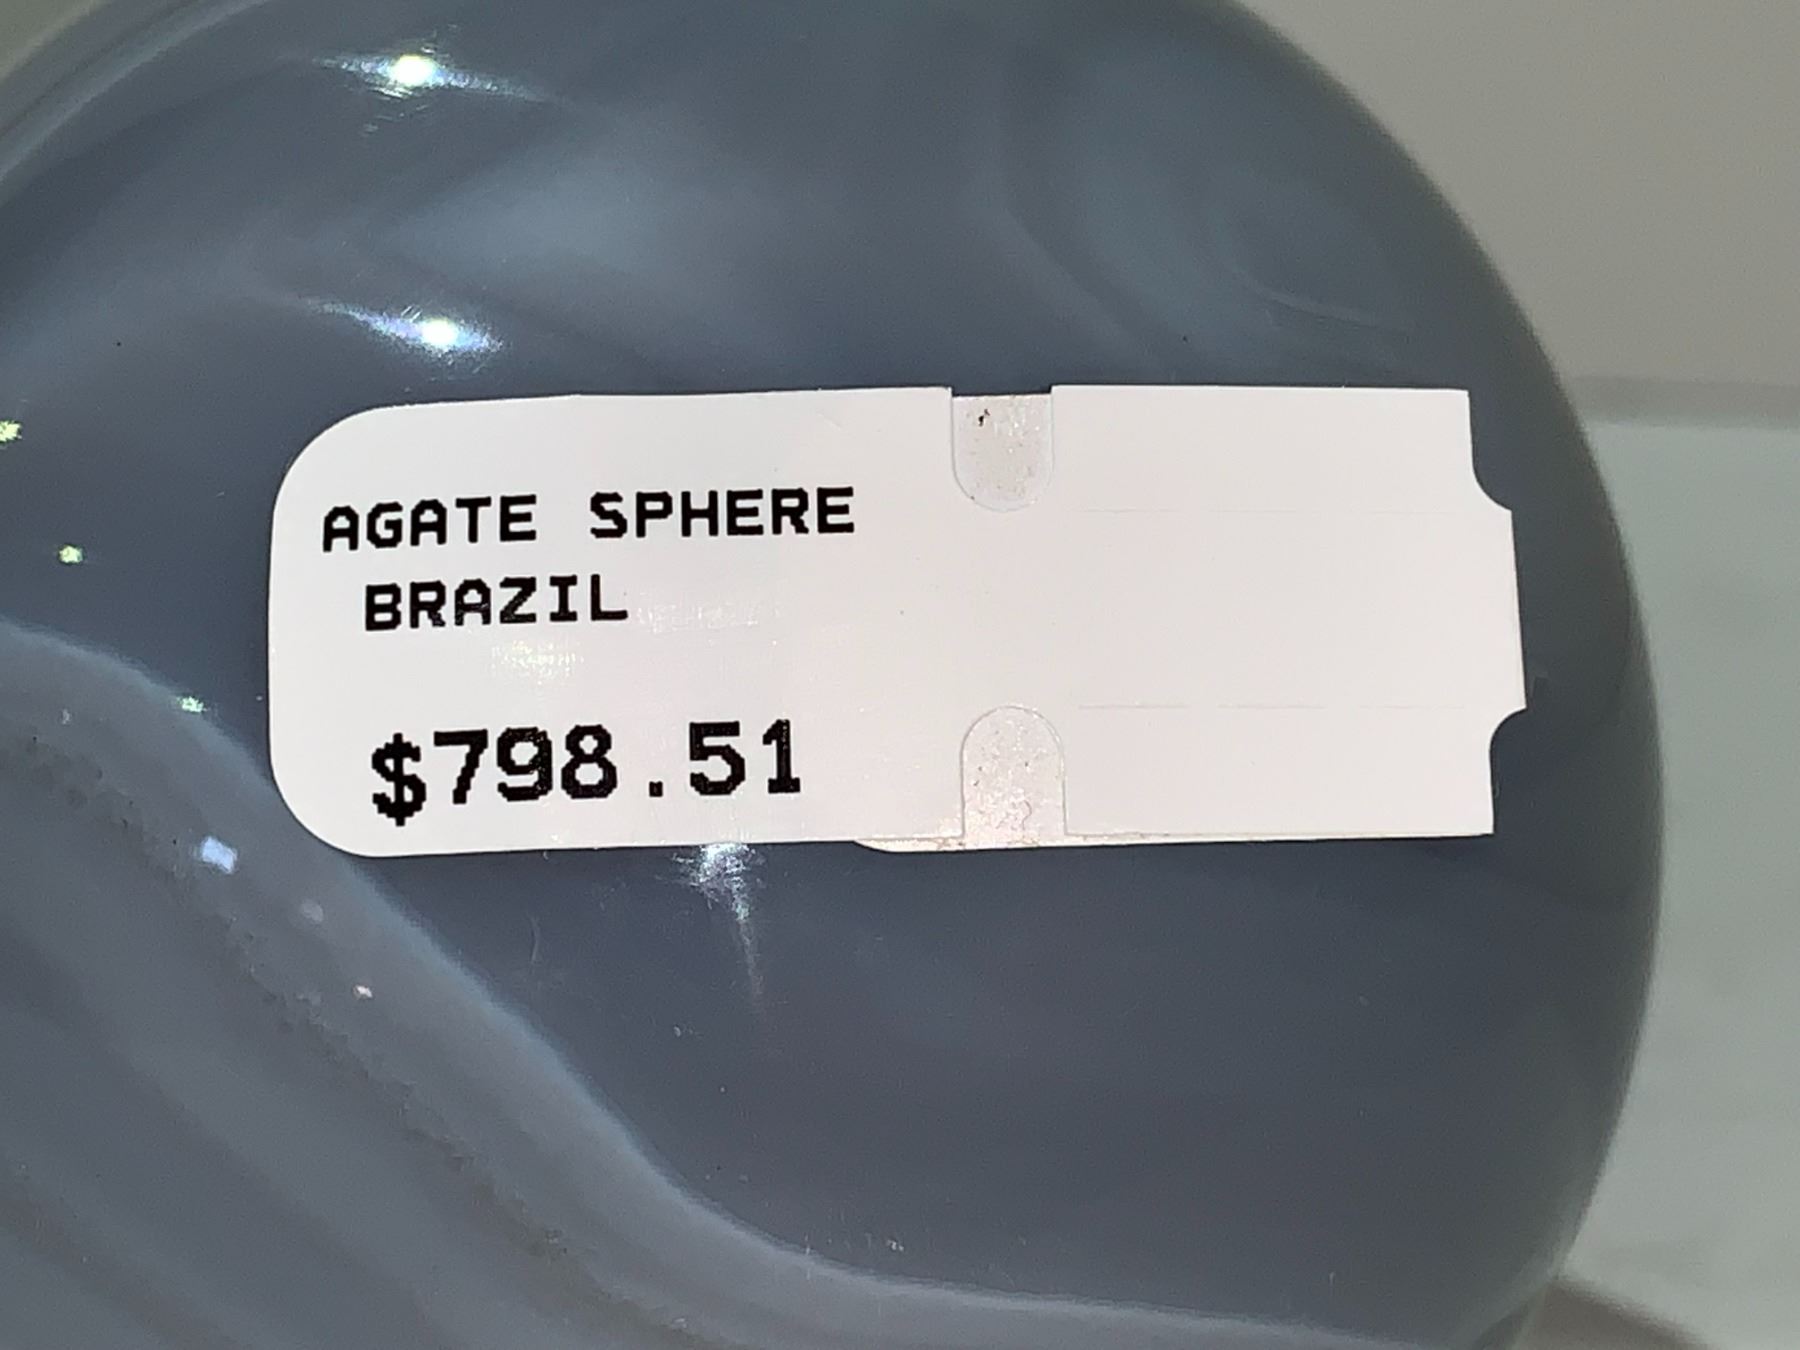 AGATE SPHERE
BRAZIL
$798.51